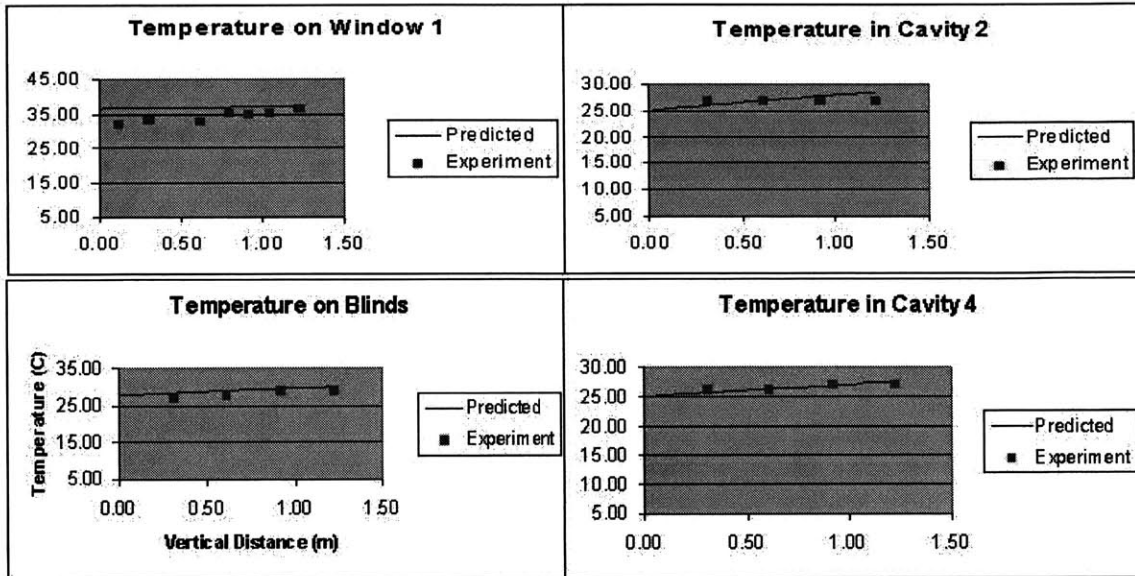 Temperature on Window 1
45.00
35.00
25.00
15.00
5.00
0.00 0.50 1.00 1.50
Predicted
Experiment
Temperature in Cavity 2
30.00
25.00
20.00
15.00
10.00
5.00
0.00 0.50 1.00 1.50
Predicted
Experiment
Temperature on Blinds
Temperature (C)
35.00
25.00
15.00
5.00
0.00 0.50 1.00 1.50
Vertical Distance (m)
Predicted
Experiment
Temperature in Cavity 4
30.00
25.00
20.00
15.00
10.00
5.00
0.00 0.50 1.00 1.50
Predicted
Experiment